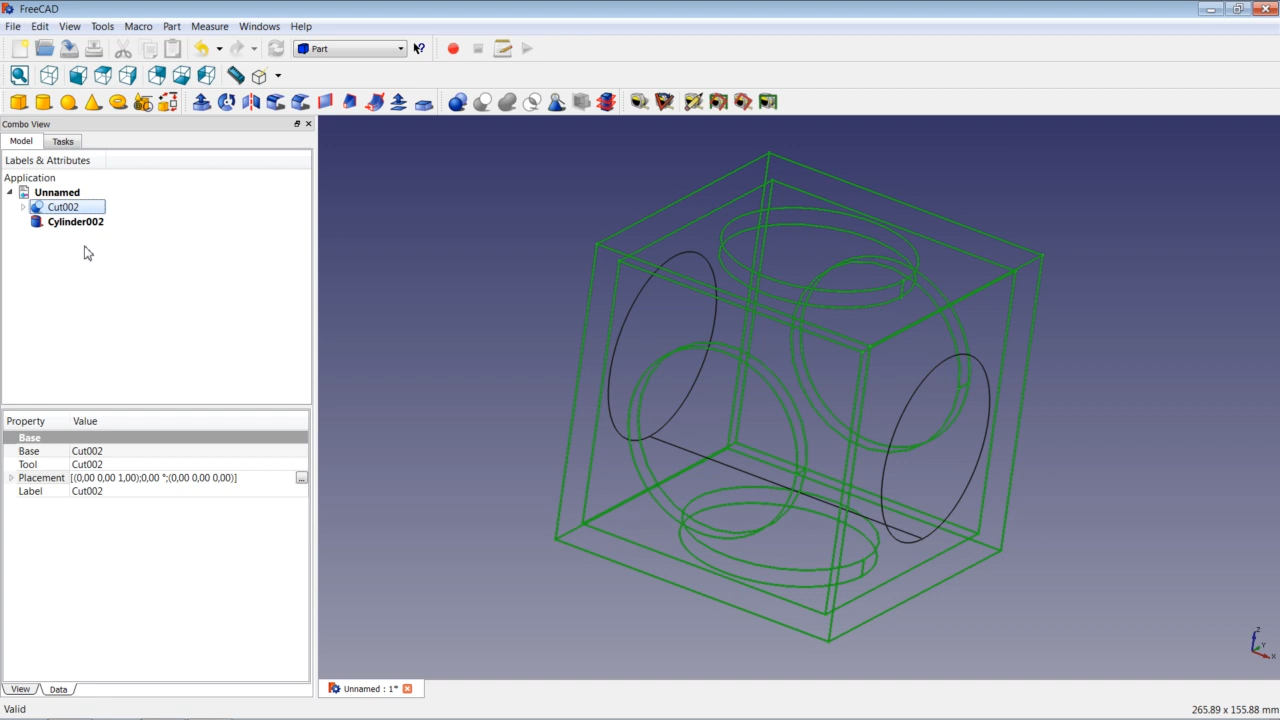 FreeCAD
File Edit View Tools Macro Part Measure Windows Help
Part
Combo View
Model Tasks
Labels & Attributes
Application
Unnamed
Cut002
Cylinder002
Property Value
Base
Base Cut002
Tool Cut002
Placement [(0,00 0,00 1,00);0,00 °;(0,00 0,00 0,00)]
...
Label Cut002
View Data
Unnamed : 1*
Z
Y
X
Valid
265.89 x 155.88 mm